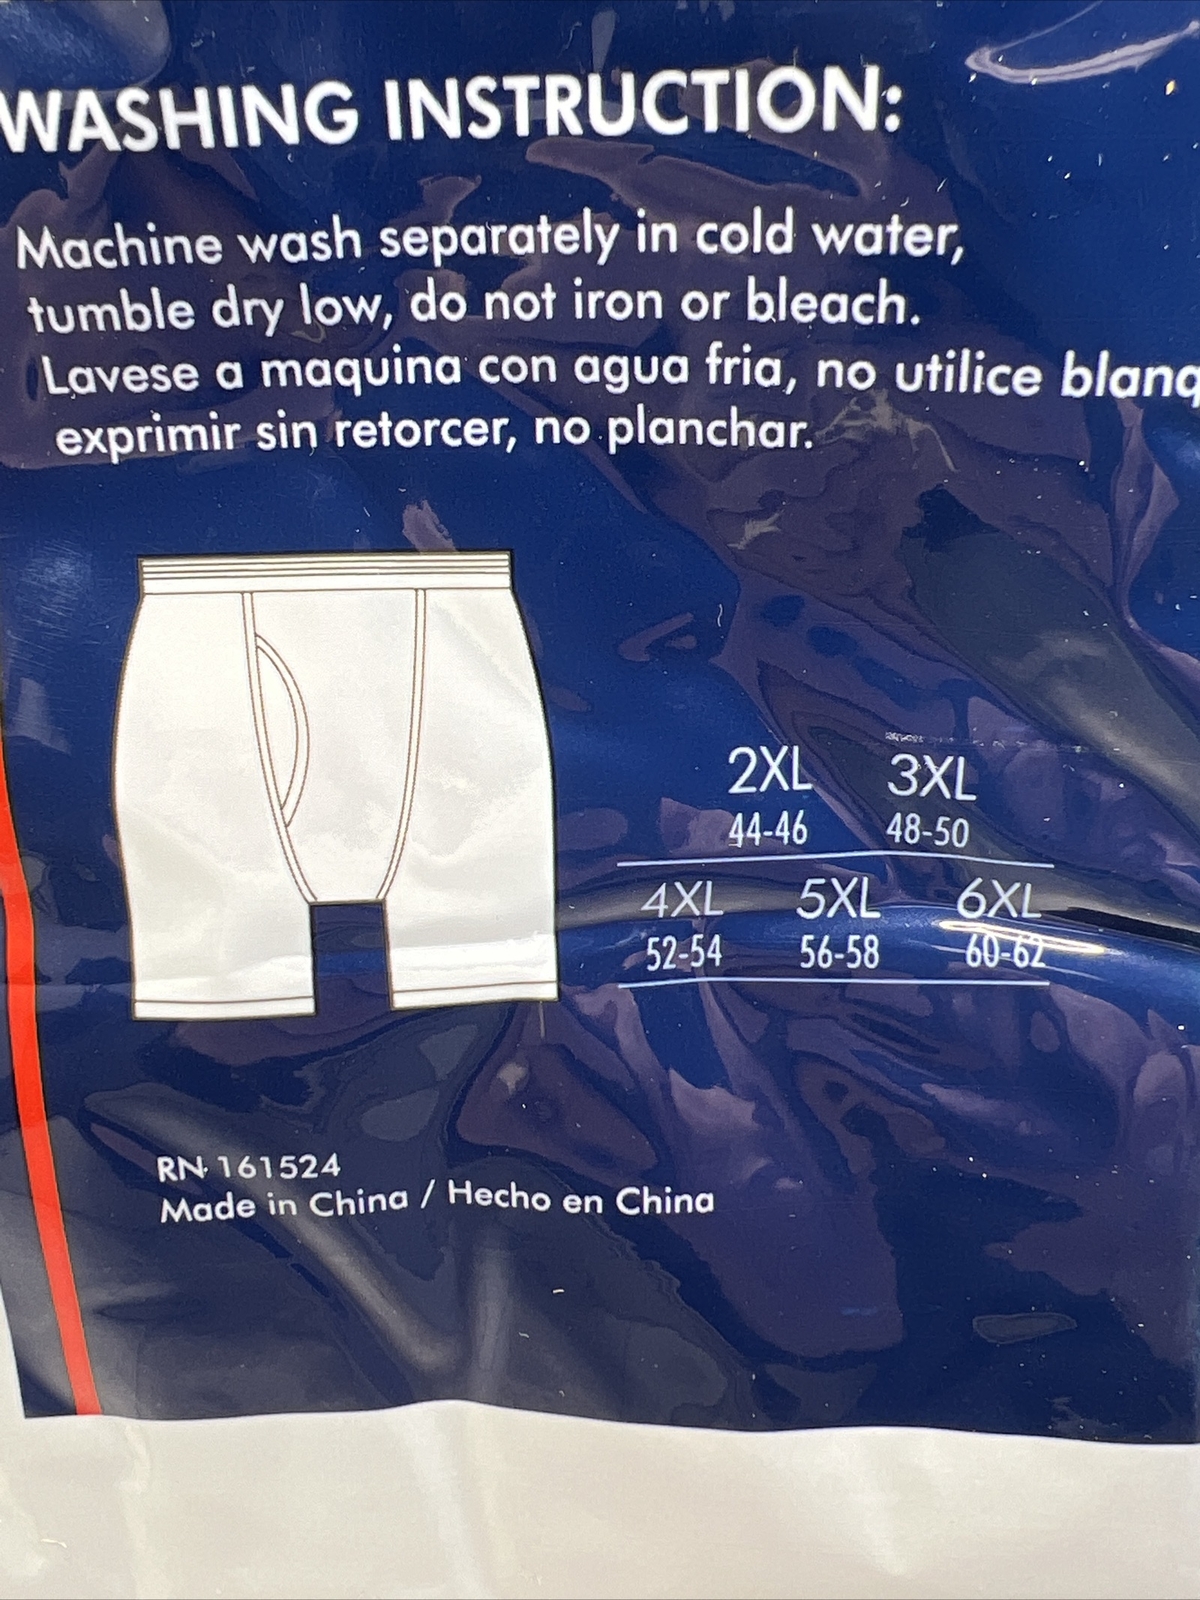 WASHING INSTRUCTION:
Machine wash separately in cold water,
tumble dry low, do not iron or bleach.
Lavese a maquina con agua fria, no utilice blanq
exprimir sin retorcer, no planchar.
2XL 3XL
44-46 48-50
4XL 5XL 6XL
52-54 56-58 60-62
RN 161524
Made in China / Hecho en China